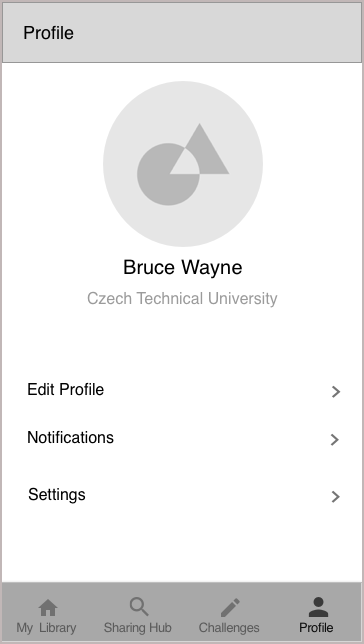 Profile
Bruce Wayne
Czech Technical University
Edit Profile
Notifications
Settings
My Library
Sharing Hub
Challenges
Profile